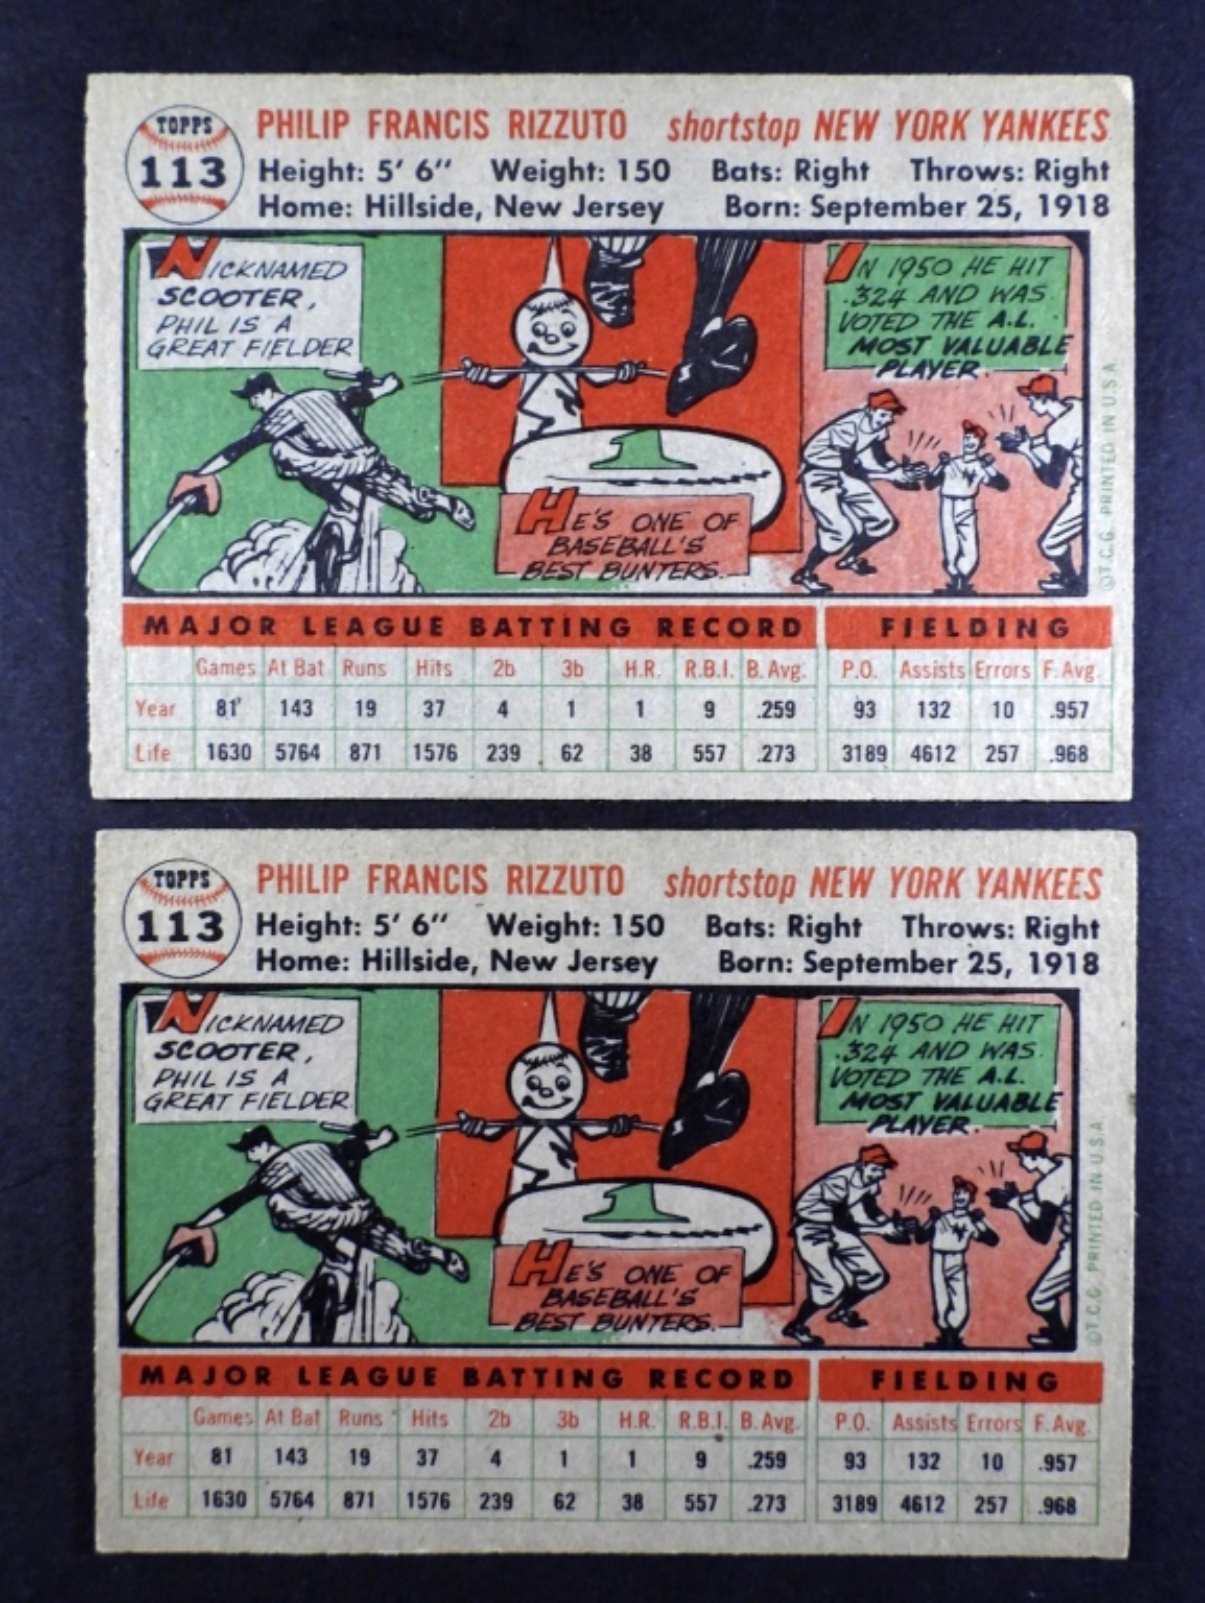 TOPPS
113
PHILIP FRANCIS RIZZUTO shortstop NEW YORK YANKEES
Height: 5' 6" Weight: 150 Bats: Right Throws: Right
Home: Hillside, New Jersey Born: September 25, 1918
NICKNAMED
SCOOTER,
PHIL IS A
GREAT FIELDER
1
HE'S ONE OF
BASEBALL'S
BEST BUNTERS.
IN 1950 HE HIT
.324 AND WAS
VOTED THE A.L.
MOST VALUABLE
PLAYER.
©T.C.G. PRINTED IN U.S.A
MAJOR LEAGUE BATTING RECORD FIELDING
Games At Bat Runs Hits 2b 3b H.R. R.B.I. B. Avg. P.O. Assists Errors F. Avg.
Year 81 143 19 37 4 1 1 9 .259 93 132 10 .957
Life 1630 5764 871 1576 239 62 38 557 .273 3189 4612 257 .968
TOPPS
113
PHILIP FRANCIS RIZZUTO shortstop NEW YORK YANKEES
Height: 5' 6" Weight: 150 Bats: Right Throws: Right
Home: Hillside, New Jersey Born: September 25, 1918
NICKNAMED
SCOOTER,
PHIL IS A
GREAT FIELDER
1
HE'S ONE OF
BASEBALL'S
BEST BUNTERS.
IN 1950 HE HIT
.324 AND WAS
VOTED THE A.L.
MOST VALUABLE
PLAYER.
©T.C.G. PRINTED IN U.S.A
MAJOR LEAGUE BATTING RECORD FIELDING
Games At Bat Runs Hits 2b 3b H.R. R.B.I. B. Avg. P.O. Assists Errors F. Avg.
Year 81 143 19 37 4 1 1 9 .259 93 132 10 .957
Life 1630 5764 871 1576 239 62 38 557 .273 3189 4612 257 .968